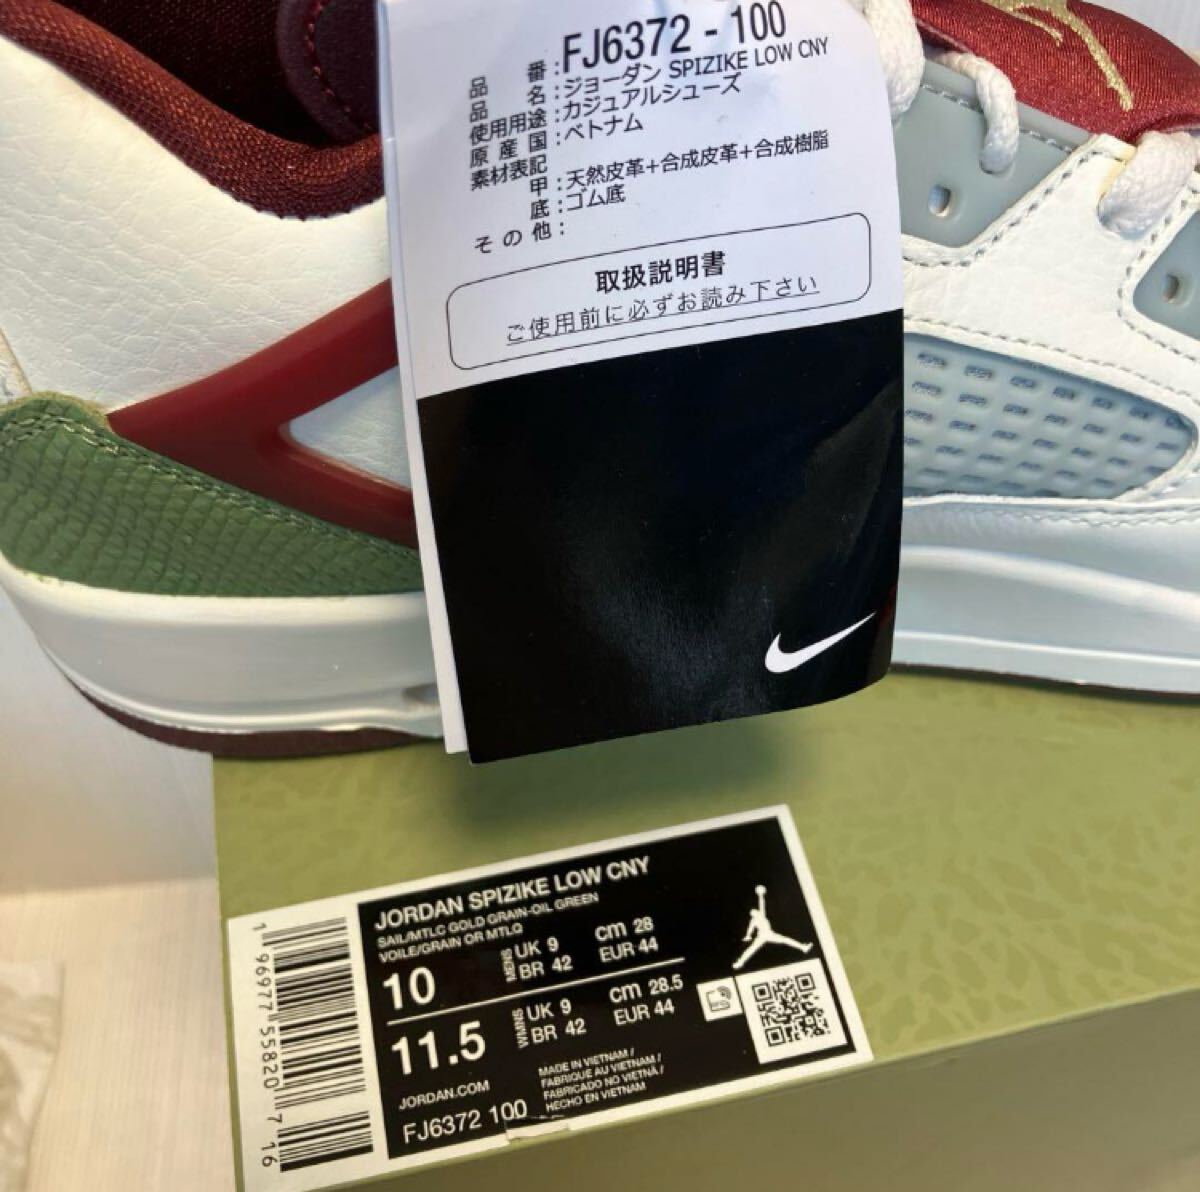 品番:FJ6372-100
品名:ジョーダン SPIZIKE LOW CNY
使用用途:カジュアルシューズ
原産国:ベトナム
素材表記
甲:天然皮革+合成皮革+合成樹脂
底:ゴム底
その他:
取扱説明書
ご使用前に必ずお読み下さい
JORDAN SPIZIKE LOW CNY
SAIL/MTLC GOLD GRAIN-OIL GREEN
VOILE/GRAIN OR MTLQ
10 MENS UK 9 cm 28
BR 42 EUR 44
11.5 WMNS UK 9 cm 28.5
BR 42 EUR 44
JORDAN.COM
FJ6372 100
MADE IN VIETNAM /
FABRIQUE AU VIETNAM /
FABRICADO NO VIETNÃ /
HECHO EN VIETNAM
1 96977 55820 7 16